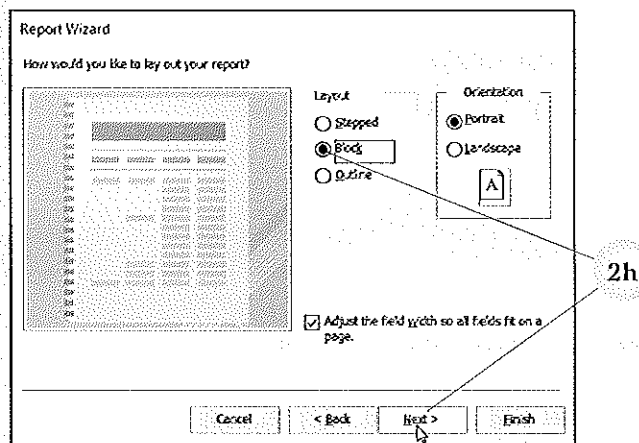 Report Wizard
How would you like to lay out your report?
Layout
Stepped
Block
Outline
Orientation
Portrait
Landscape
A
2h
Adjust the field width so all fields fit on a
page.
Cancel
< Back
Next >
Finish